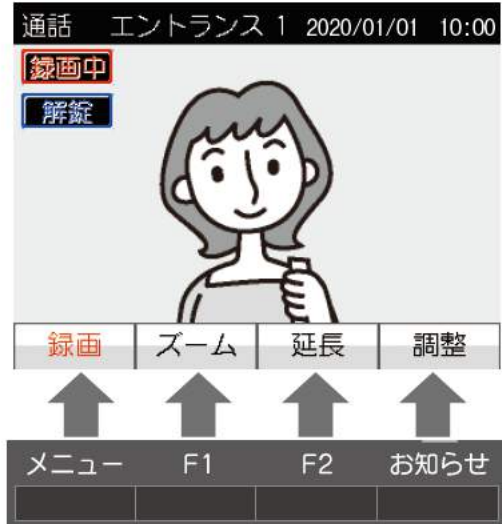 通話 エントランス 1 2020/01/01 10:00
録画中
解錠
録画 ズーム 延長 調整
メニュー F1 F2 お知らせ